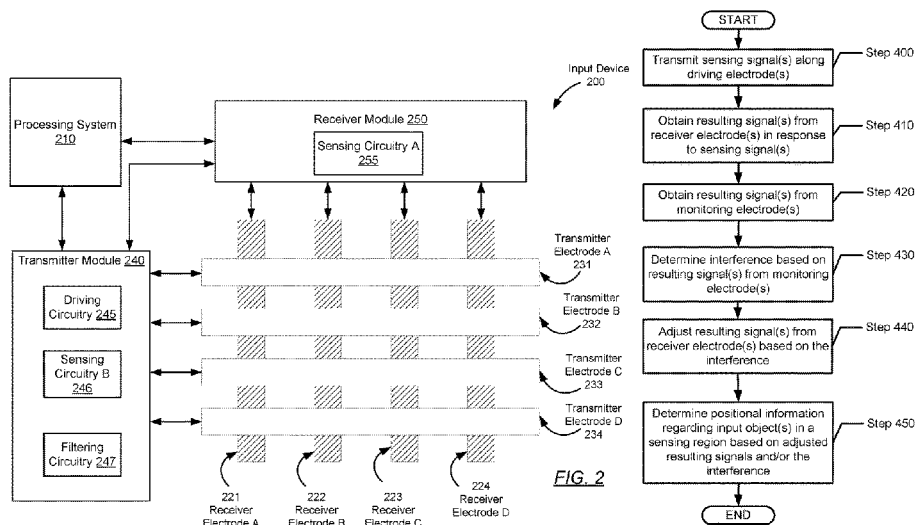 Input Device
200
Processing System
210
Receiver Module 250
Sensing Circuitry A
255
Transmitter Module 240
Driving
Circuitry 245
Sensing
Circuitry B
246
Filtering
Circuitry 247
Transmitter
Electrode A
231
Transmitter
Electrode B
232
Transmitter
Electrode C
233
Transmitter
Electrode D
234
221
Receiver
Electrode A
222
Receiver
Electrode B
223
Receiver
Electrode C
224
Receiver
Electrode D
FIG. 2
START
Transmit sensing signal(s) along
driving electrode(s)
Step 400
Obtain resulting signal(s) from
receiver electrode(s) in response
to sensing signal(s)
Step 410
Obtain resulting signal(s) from
monitoring electrode(s)
Step 420
Determine interference based on
resulting signal(s) from monitoring
electrode(s)
Step 430
Adjust resulting signal(s) from
receiver electrode(s) based on the
interference
Step 440
Determine positional information
regarding input object(s) in a
sensing region based on adjusted
resulting signals and/or the
interference
Step 450
END